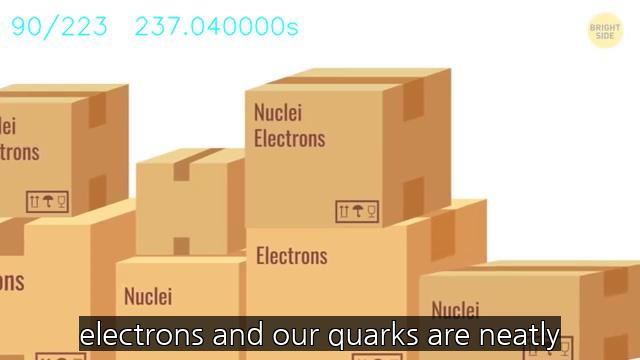 90/223 237.040000s
BRIGHT
SIDE
Nuclei
Electrons
lei
trons
Electrons
ons
Nuclei
Nuclei
electrons and our quarks are neatly